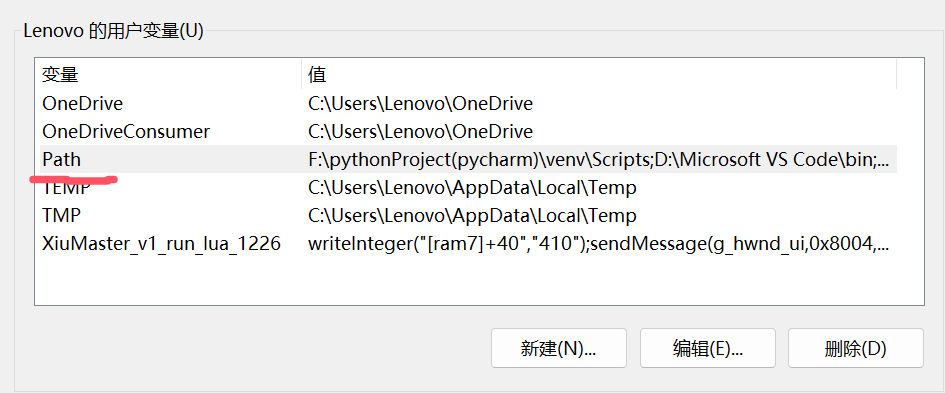 Lenovo 的用户变量(U)
变量 值
OneDrive C:\Users\Lenovo\OneDrive
OneDriveConsumer C:\Users\Lenovo\OneDrive
Path F:\pythonProject(pycharm)\venv\Scripts;D:\Microsoft VS Code\bin;...
TEMP C:\Users\Lenovo\AppData\Local\Temp
TMP C:\Users\Lenovo\AppData\Local\Temp
XiuMaster_v1_run_lua_1226 writeInteger("[ram7]+40","410");sendMessage(g_hwnd_ui,0x8004,...
新建(N)... 编辑(E)... 删除(D)